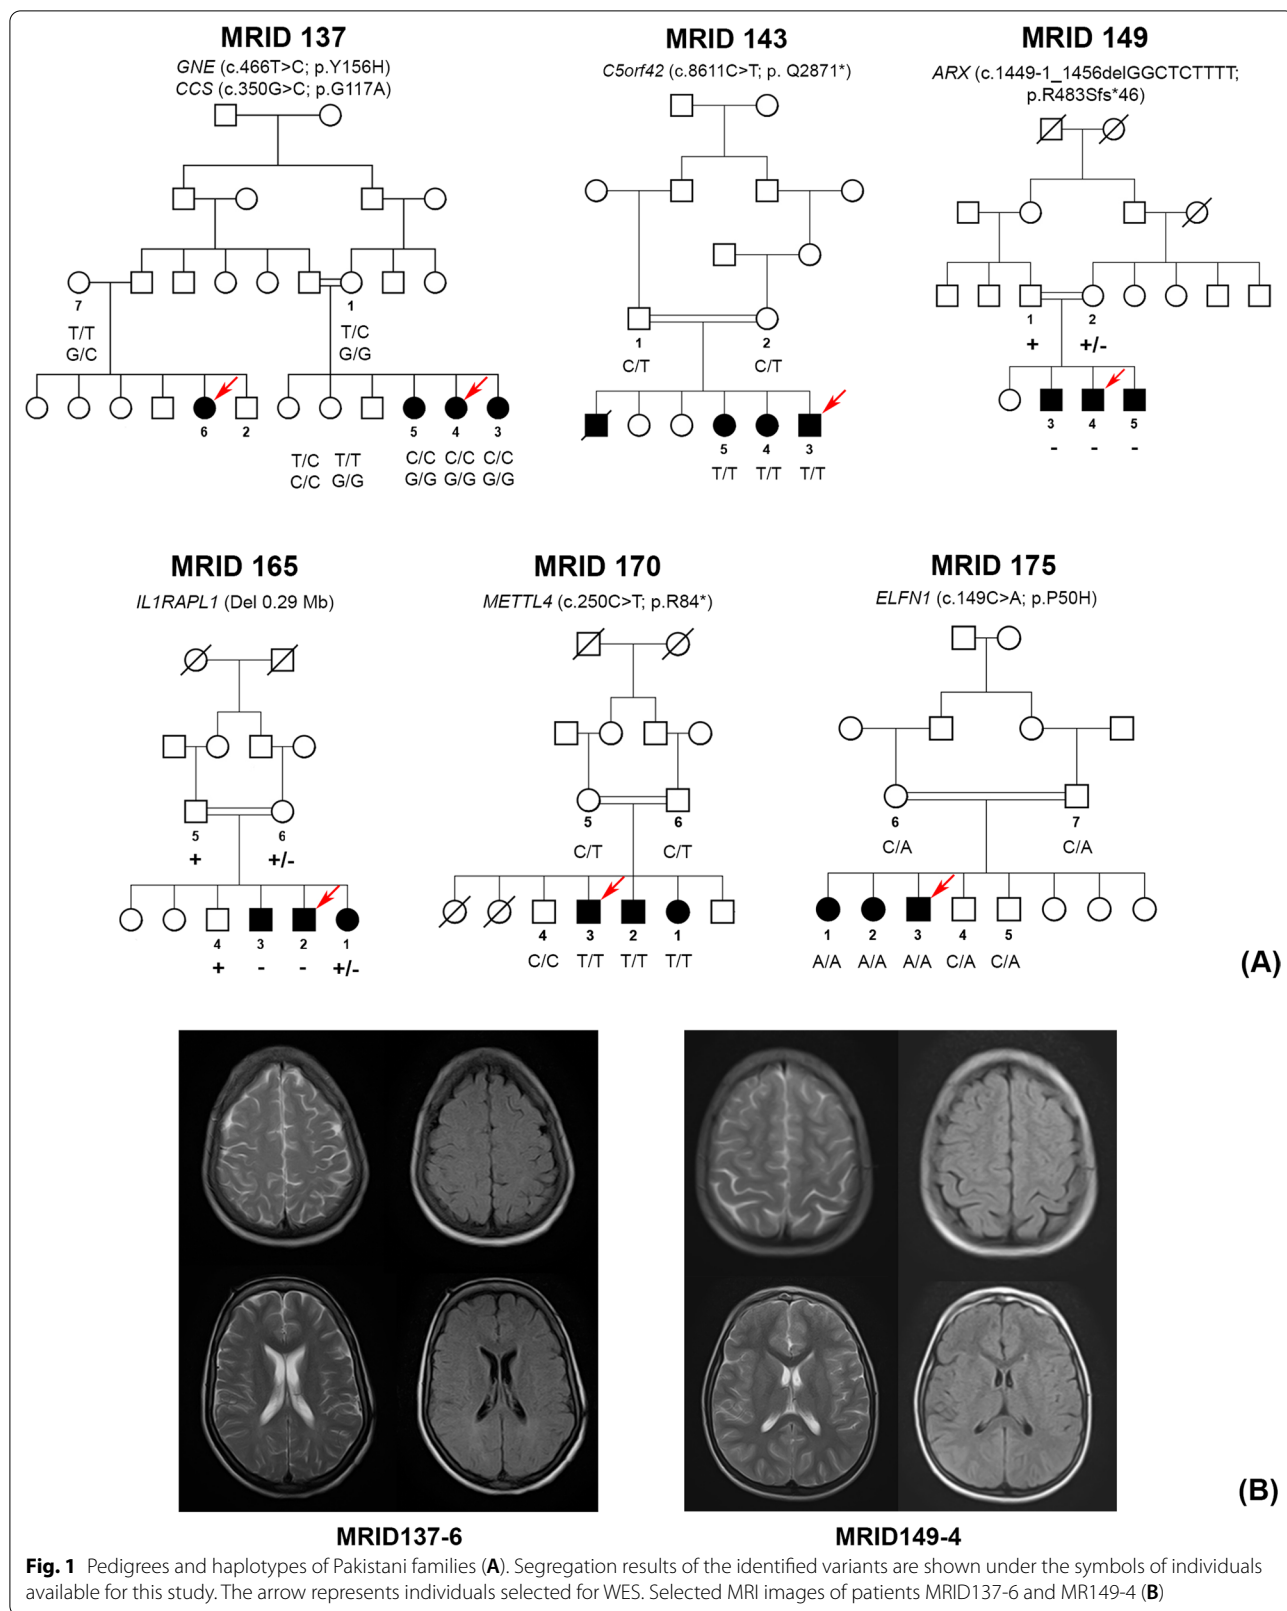 MRID 137
GNE (c.466T>C; p.Y156H)
CCS (c.350G>C; p.G117A)
7
T/T
G/C
1
T/C
G/G
6
2
5
4
3
T/C
C/C
T/T
G/G
C/C
G/G
C/C
G/G
C/C
G/G
MRID 143
C5orf42 (c.8611C>T; p. Q2871*)
1
2
C/T
C/T
5
4
3
T/T
T/T
T/T
MRID 149
ARX (c.1449-1_1456delGGCTCTTTT;
p.R483Sfs*46)
1
2
+
+/-
3
4
5
-
-
-
MRID 165
IL1RAPL1 (Del 0.29 Mb)
5
6
+
+/-
4
3
2
1
+
-
-
+/-
MRID 170
METTL4 (c.250C>T; p.R84*)
5
6
C/T
C/T
4
3
2
1
C/C
T/T
T/T
T/T
MRID 175
ELFN1 (c.149C>A; p.P50H)
6
7
C/A
C/A
1
2
3
4
5
A/A
A/A
A/A
C/A
C/A
(A)
(B)
MRID137-6
MRID149-4
Fig. 1 Pedigrees and haplotypes of Pakistani families (A). Segregation results of the identified variants are shown under the symbols of individuals
available for this study. The arrow represents individuals selected for WES. Selected MRI images of patients MRID137-6 and MR149-4 (B)